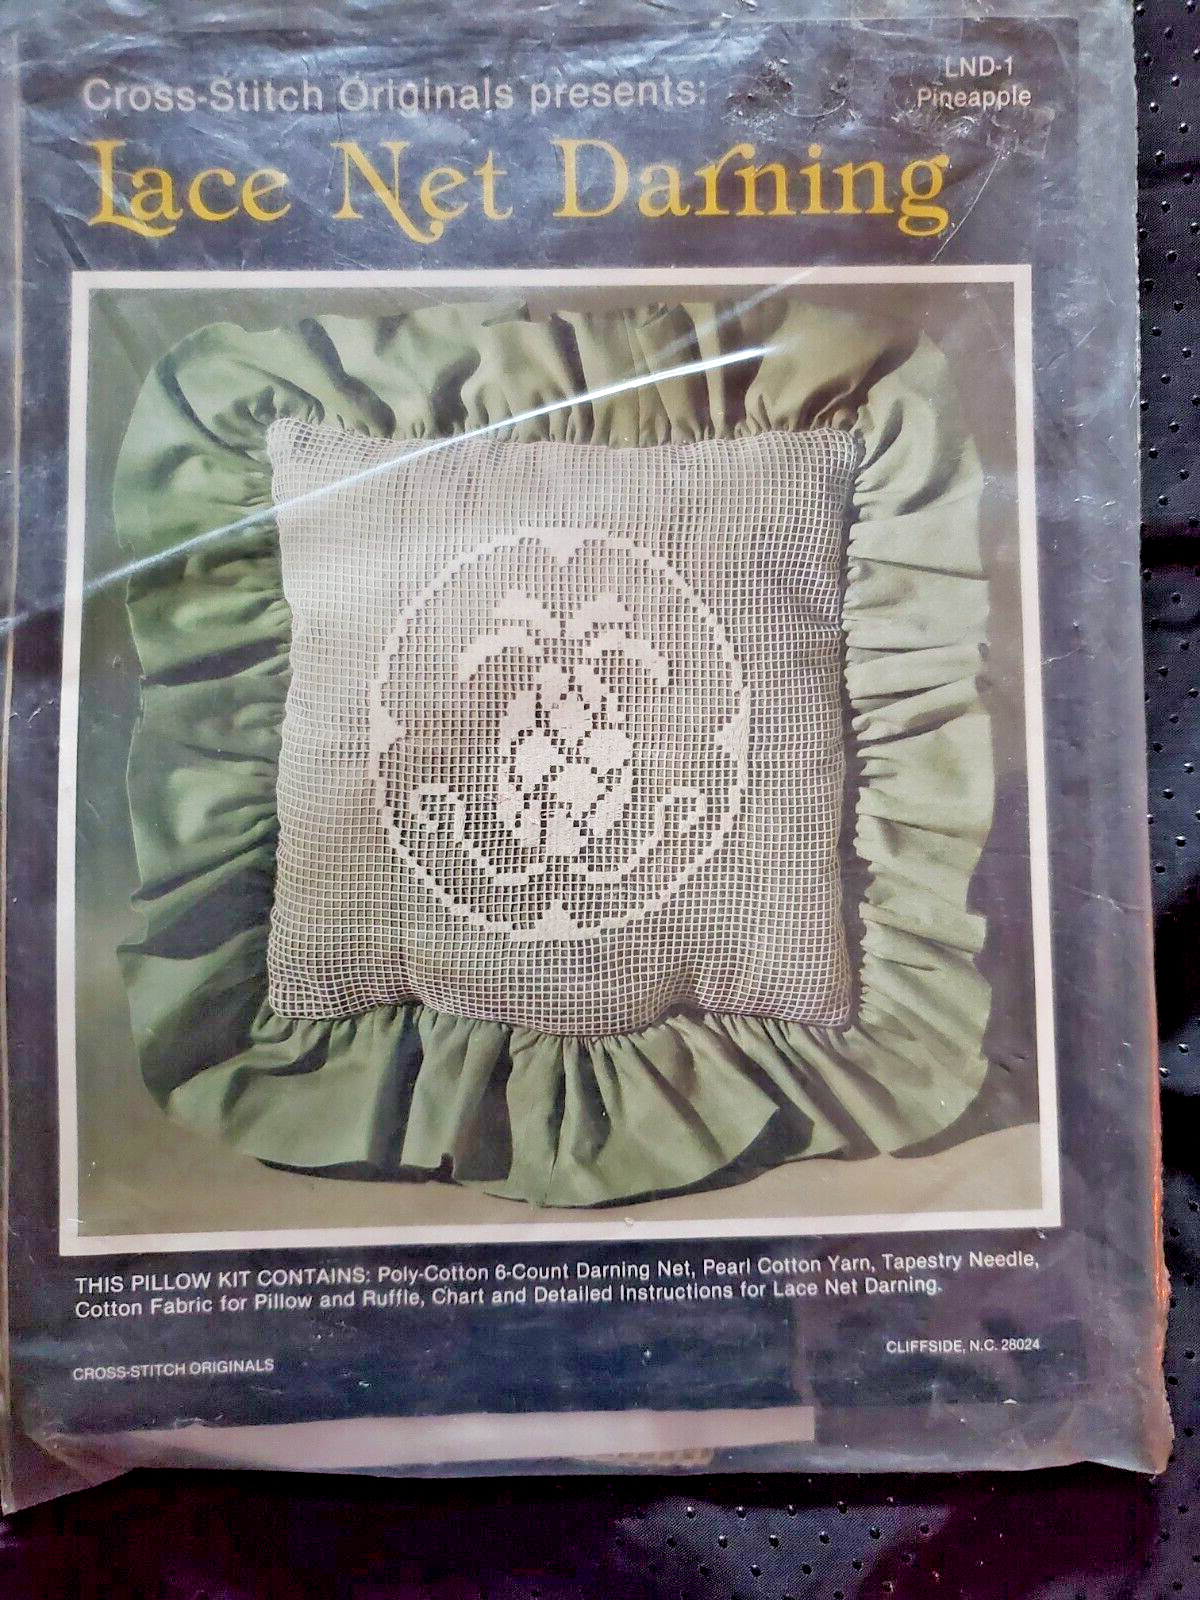 LND-1
Pineapple
Cross-Stitch Originals presents:
Lace Net Darning
THIS PILLOW KIT CONTAINS: Poly-Cotton 6-Count Darning Net, Pearl Cotton Yarn, Tapestry Needle,
Cotton Fabric for Pillow and Ruffle, Chart and Detailed Instructions for Lace Net Darning.
CROSS-STITCH ORIGINALS
CLIFFSIDE, N.C. 28024